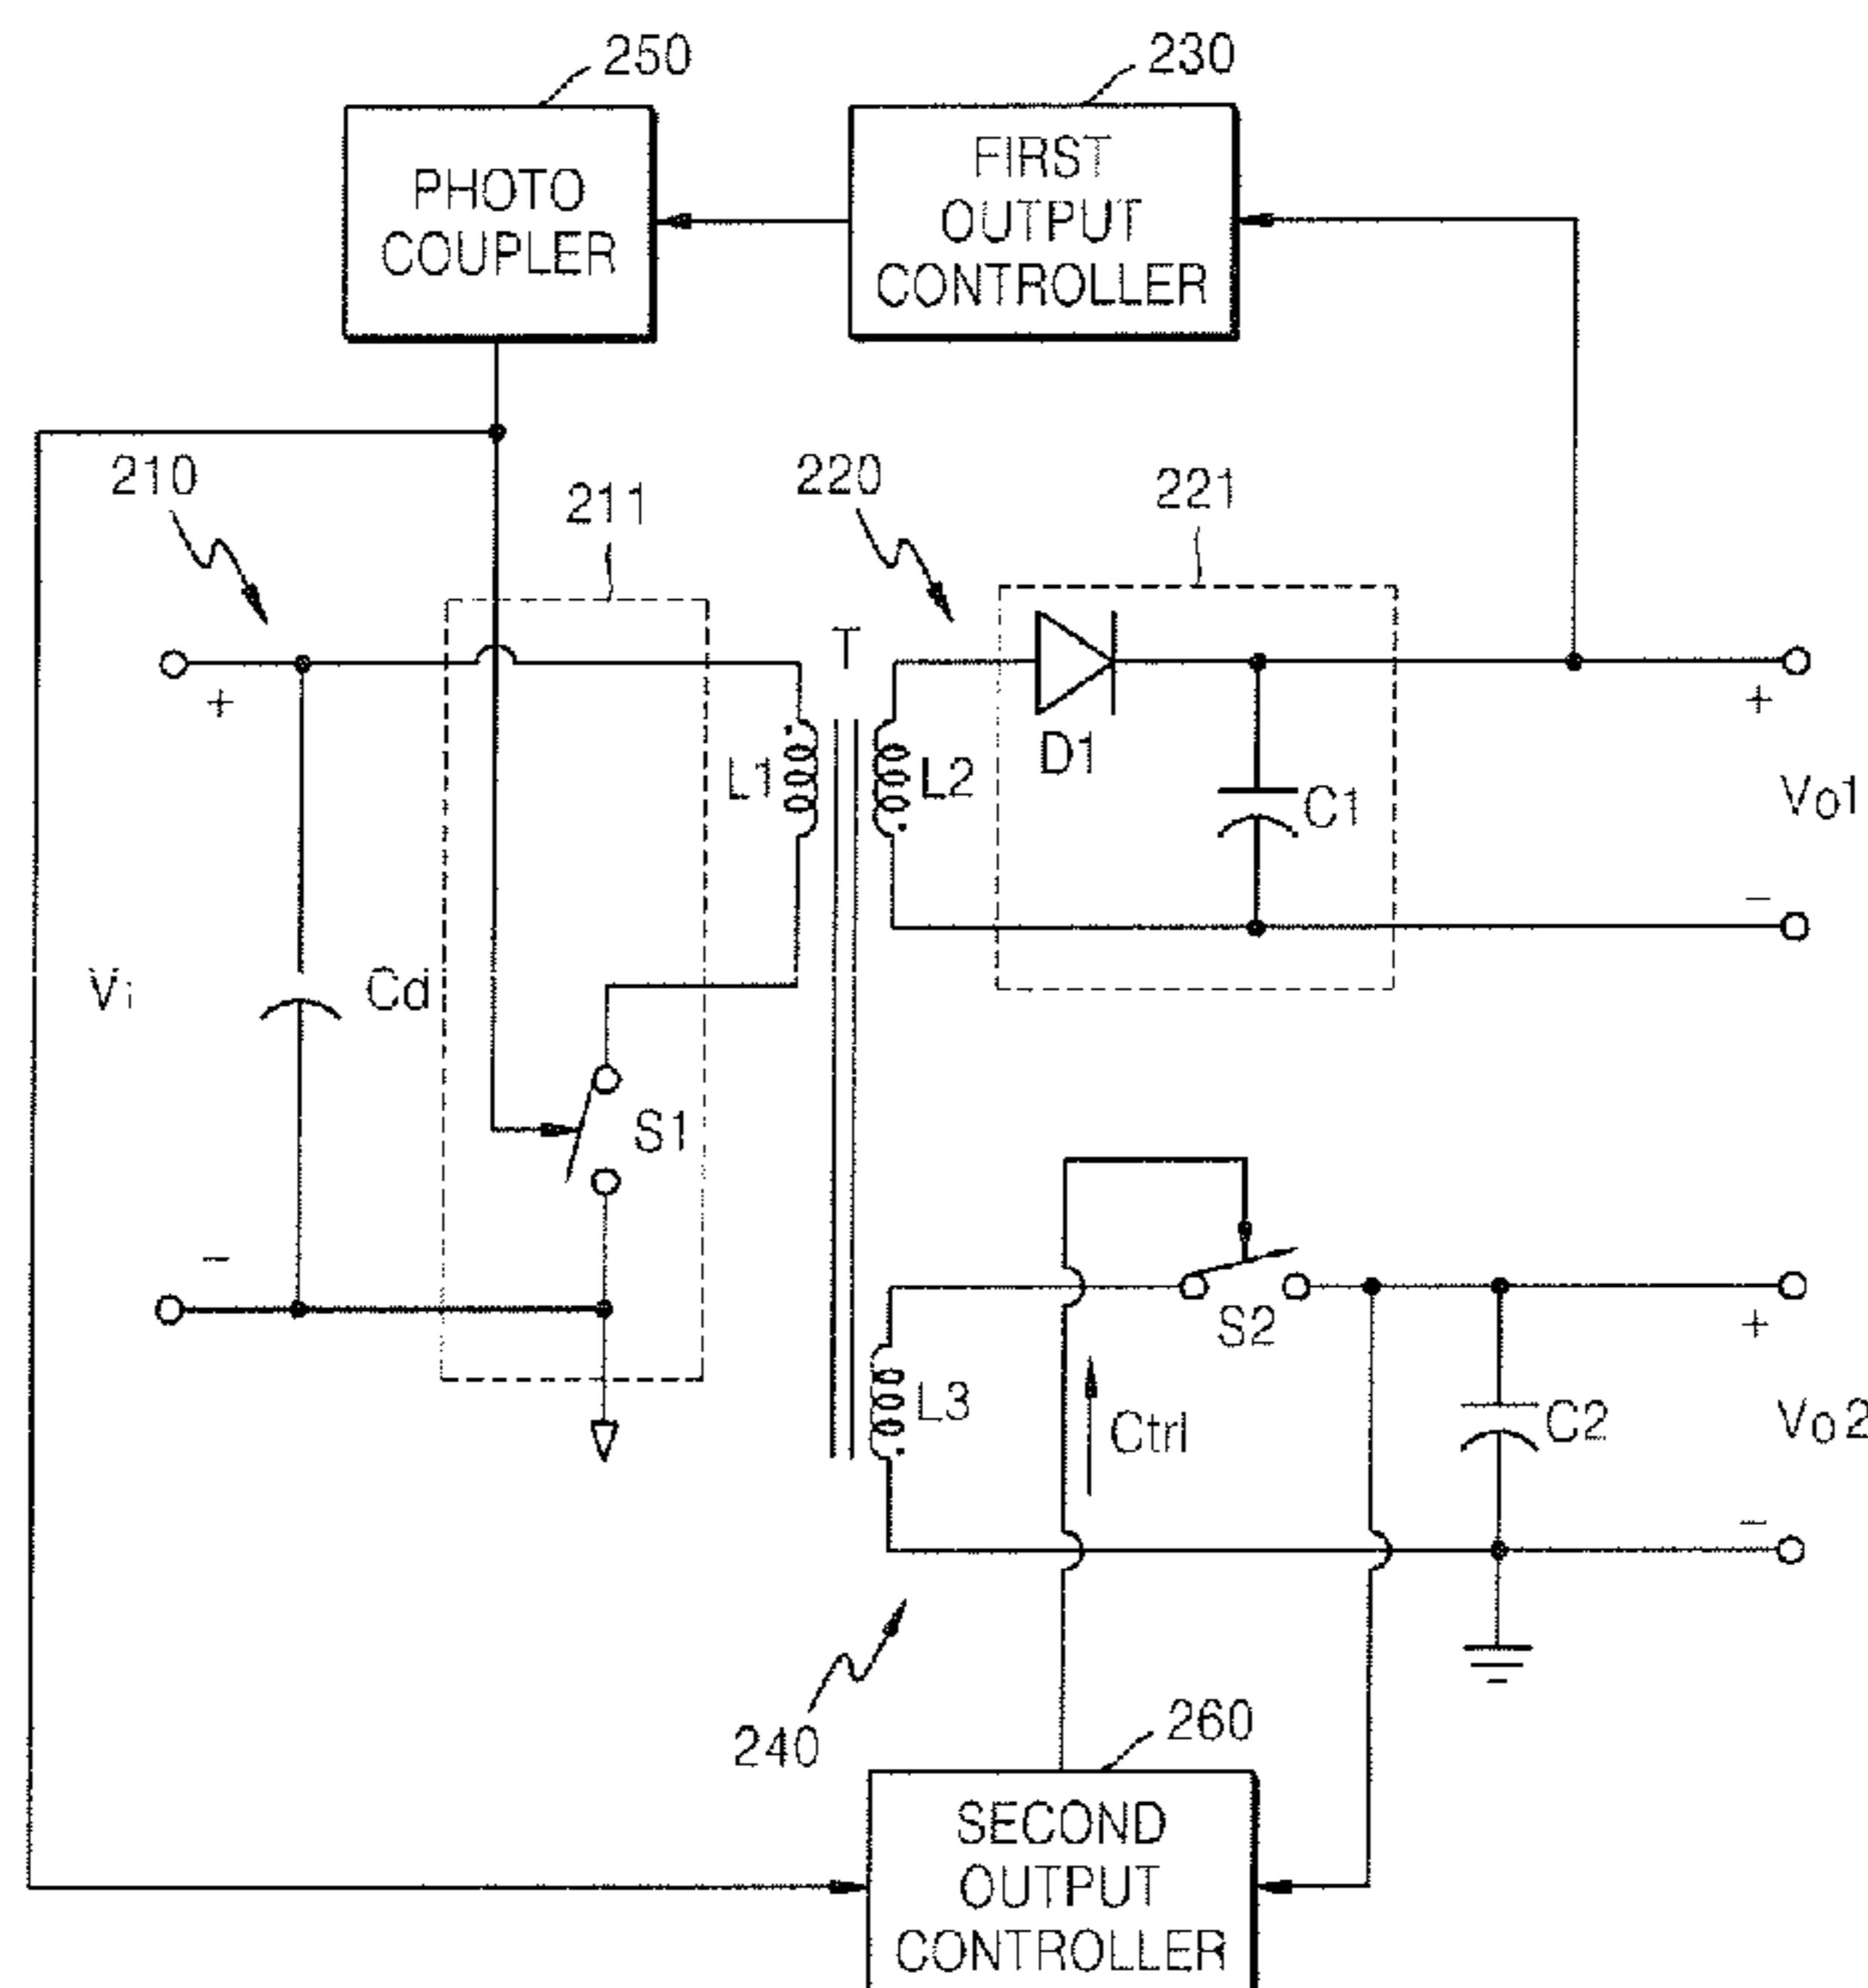 250
230
PHOTO
COUPLER
FIRST
OUTPUT
CONTROLLER
210
211
220
221
T
+
+
L1
L2
D1
C1
Vo1
−
Vi
Cd
S1
−
S2
+
L3
Ctrl
C2
Vo2
−
240
260
SECOND
OUTPUT
CONTROLLER